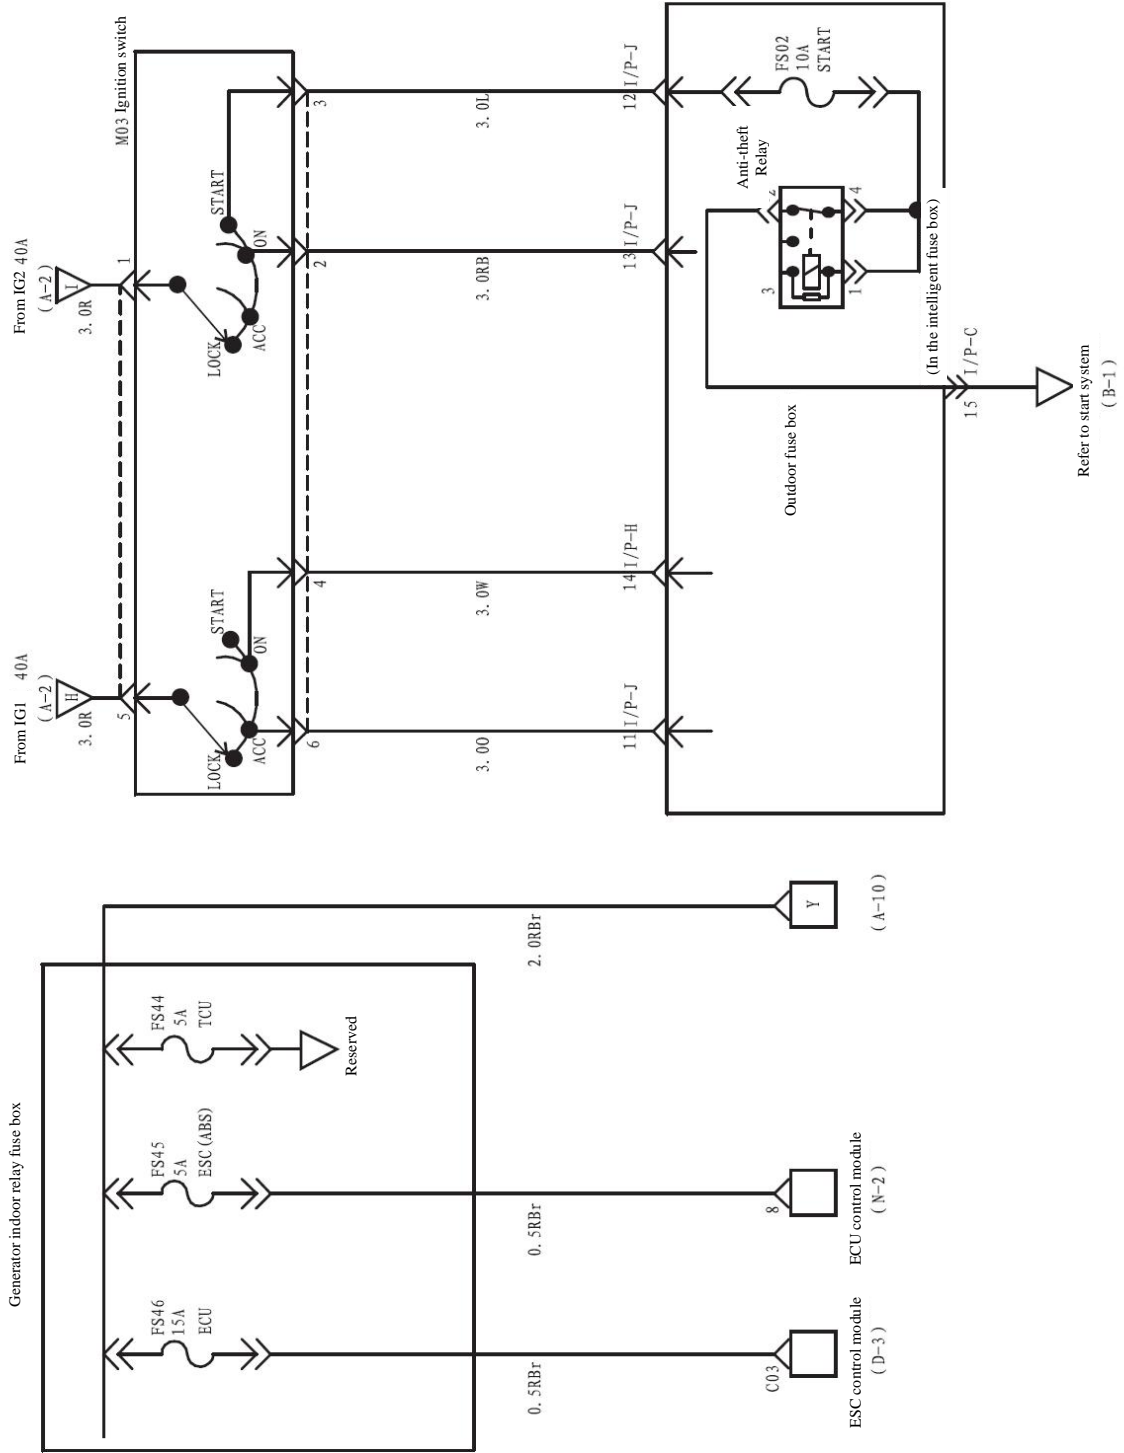 Generator indoor relay fuse box
FS46
15A
ECU
FS45
5A
ESC(ABS)
FS44
5A
TCU
Reserved
0.5RBr
0.5RBr
2.0RBr
C03
8
Y
ESC control module
(D-3)
ECU control module
(N-2)
(A-10)
From IG1 40A
(A-2)
H
3.0R
5
From IG2 40A
(A-2)
I
3.0R
1
M03 Ignition switch
LOCK
ACC
ON
START
LOCK
ACC
ON
START
6
4
2
3
3.0O
3.0W
3.0RB
3.0L
11 I/P-J
14 I/P-H
13 I/P-J
12 I/P-J
FS02
10A
START
Anti-theft
Relay
3
2
1
4
(In the intelligent fuse box)
Outdoor fuse box
15 I/P-C
Refer to start system
(B-1)